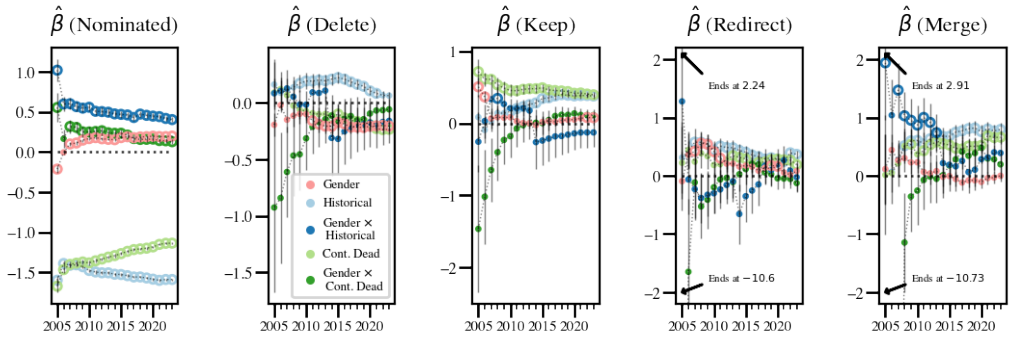 β̂ (Nominated)
β̂ (Delete)
β̂ (Keep)
β̂ (Redirect)
β̂ (Merge)
1.0
0.5
0.0
−0.5
−1.0
−1.5
2005 2010 2015 2020
0.0
−0.5
−1.0
−1.5
Gender
Historical
Gender ×
Historical
Cont. Dead
Gender ×
Cont. Dead
2005 2010 2015 2020
1
0
−1
−2
2005 2010 2015 2020
2
1
0
−1
−2
Ends at 2.24
Ends at −10.6
2005 2010 2015 2020
2
1
0
−1
−2
Ends at 2.91
Ends at −10.73
2005 2010 2015 2020